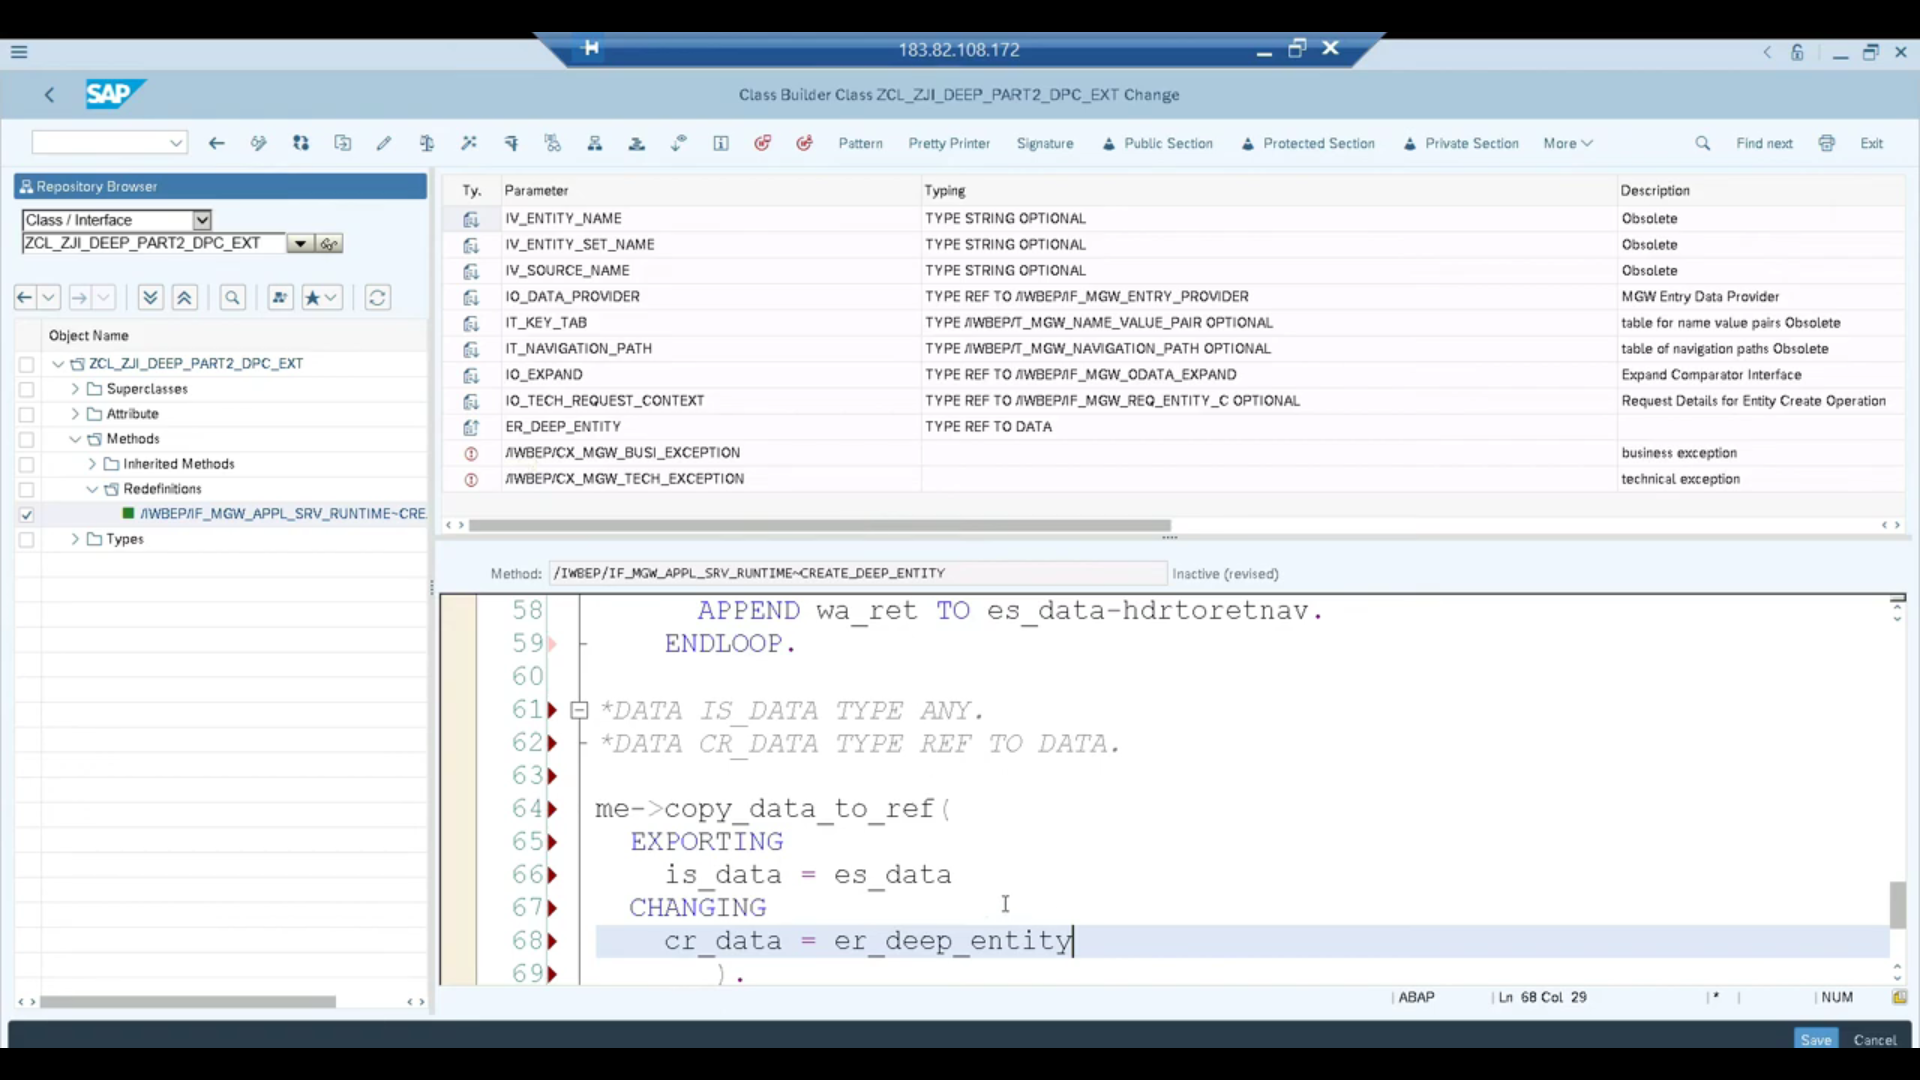 183.82.108.172
SAP
Class Builder Class ZCL_ZJI_DEEP_PART2_DPC_EXT Change
Pattern
Pretty Printer
Signature
Public Section
Protected Section
Private Section
More
Find next
Exit
Repository Browser
Class / Interface
ZCL_ZJI_DEEP_PART2_DPC_EXT
Object Name
ZCL_ZJI_DEEP_PART2_DPC_EXT
Superclasses
Attribute
Methods
Inherited Methods
Redefinitions
/IWBEP/IF_MGW_APPL_SRV_RUNTIME~CRE
Types
Ty. Parameter Typing Description
IV_ENTITY_NAME TYPE STRING OPTIONAL Obsolete
IV_ENTITY_SET_NAME TYPE STRING OPTIONAL Obsolete
IV_SOURCE_NAME TYPE STRING OPTIONAL Obsolete
IO_DATA_PROVIDER TYPE REF TO /IWBEP/IF_MGW_ENTRY_PROVIDER MGW Entry Data Provider
IT_KEY_TAB TYPE /IWBEP/T_MGW_NAME_VALUE_PAIR OPTIONAL table for name value pairs Obsolete
IT_NAVIGATION_PATH TYPE /IWBEP/T_MGW_NAVIGATION_PATH OPTIONAL table of navigation paths Obsolete
IO_EXPAND TYPE REF TO /IWBEP/IF_MGW_ODATA_EXPAND Expand Comparator Interface
IO_TECH_REQUEST_CONTEXT TYPE REF TO /IWBEP/IF_MGW_REQ_ENTITY_C OPTIONAL Request Details for Entity Create Operation
ER_DEEP_ENTITY TYPE REF TO DATA
/IWBEP/CX_MGW_BUSI_EXCEPTION business exception
/IWBEP/CX_MGW_TECH_EXCEPTION technical exception
Method: /IWBEP/IF_MGW_APPL_SRV_RUNTIME~CREATE_DEEP_ENTITY Inactive (revised)
58 APPEND wa_ret TO es_data-hdrtoretnav.
59 ENDLOOP.
60
61 *DATA IS_DATA TYPE ANY.
62 *DATA CR_DATA TYPE REF TO DATA.
63
64 me->copy_data_to_ref(
65 EXPORTING
66 is_data = es_data
67 CHANGING
68 cr_data = er_deep_entity
69 ).
ABAP
Ln 68 Col 29
*
NUM
Save
Cancel